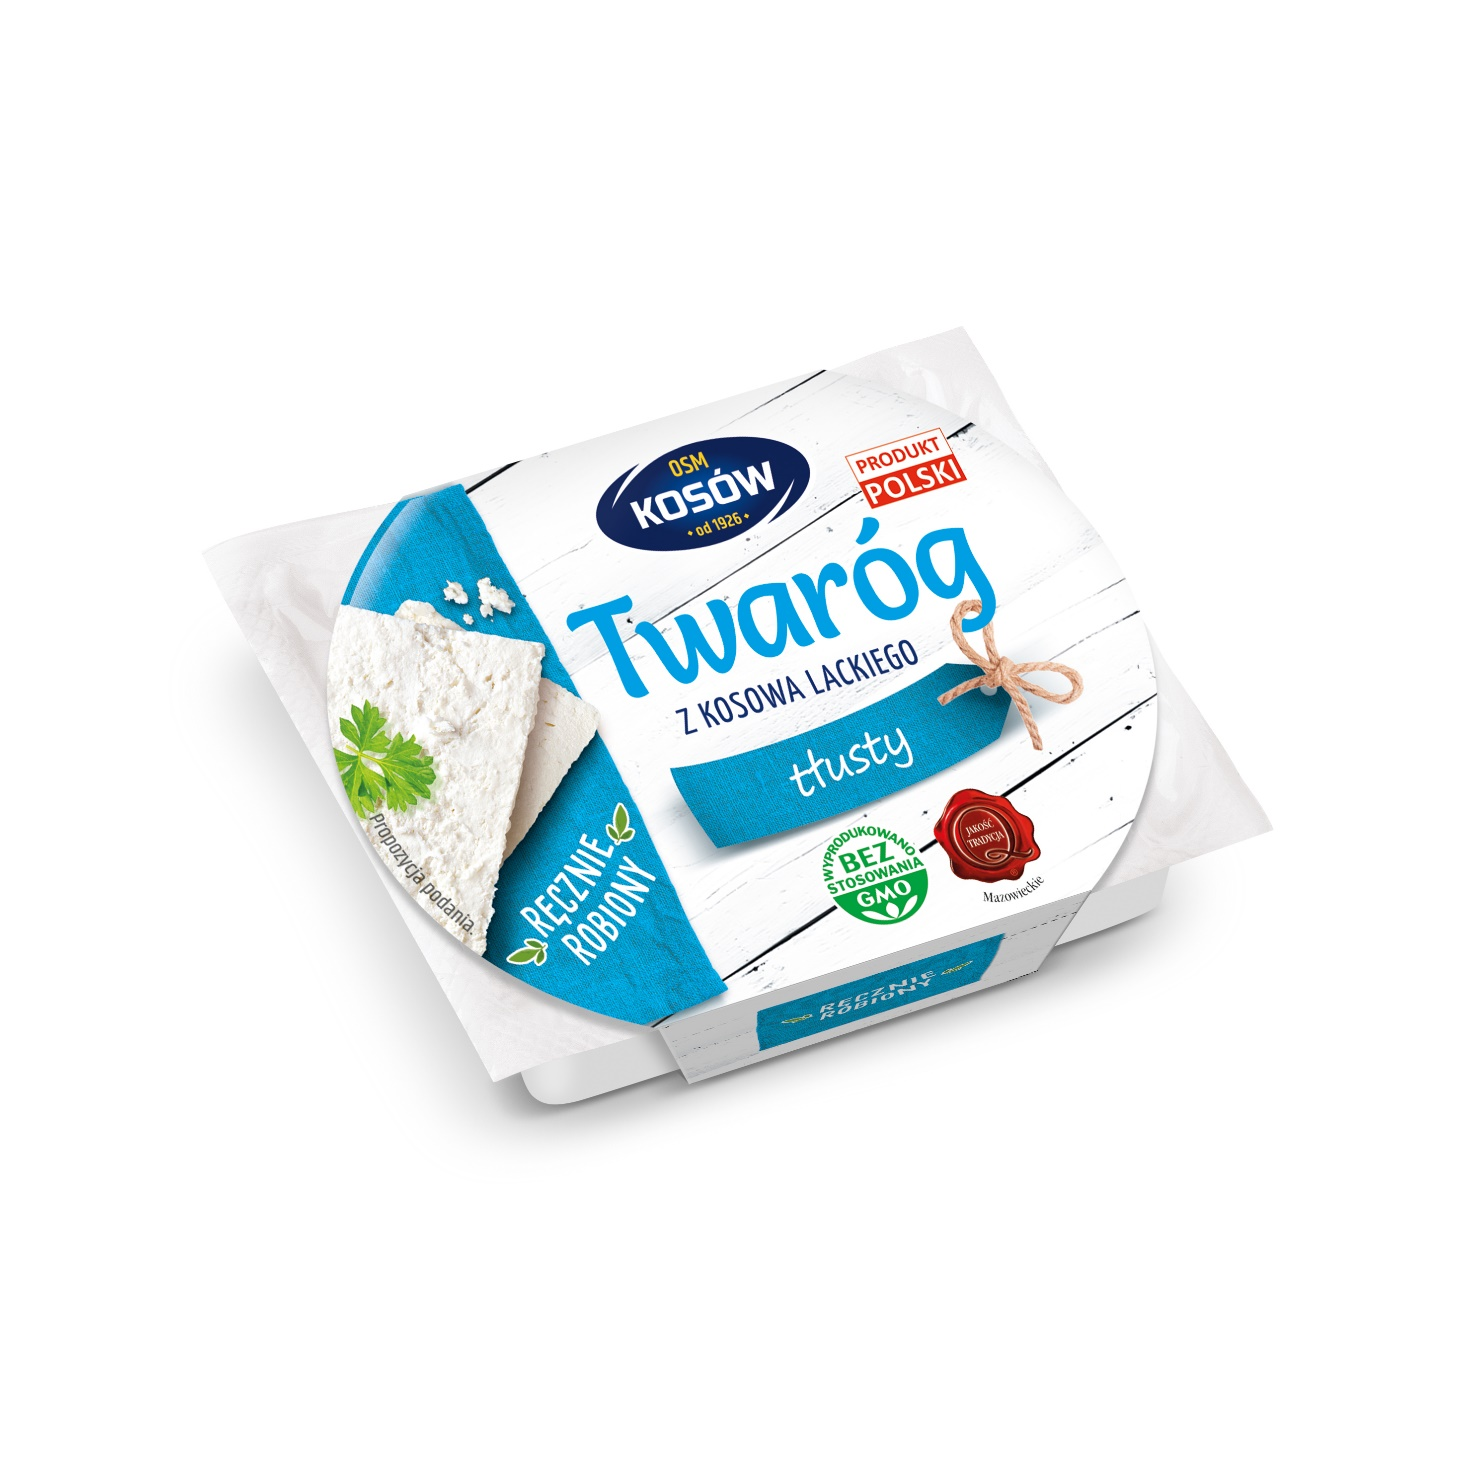 OSM
KOSÓW
od 1926
PRODUKT
POLSKI
Twaróg
Z KOSOWA LACKIEGO
tłusty
WYPRODUKOWANO
BEZ
STOSOWANIA
GMO
JAKOŚĆ
TRADYCJA
®
Mazowieckie
Propozycja podania.
RĘCZNIE
ROBIONY
RĘCZNIE
ROBIONY